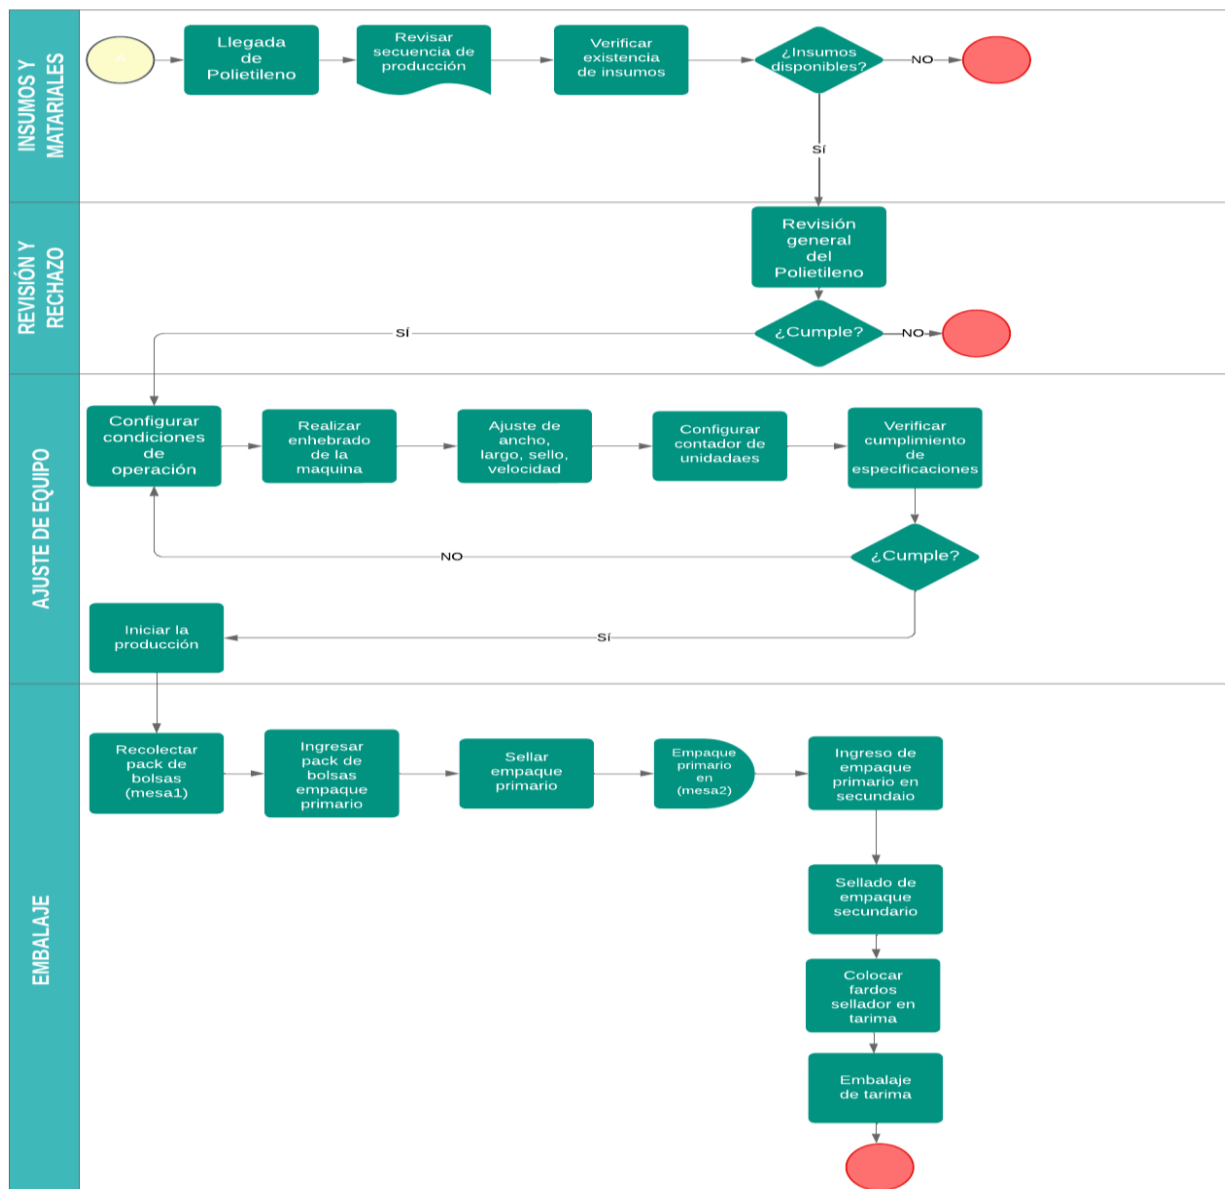 INSUMOS Y
MATARIALES
Llegada
de
Polietileno
Revisar
secuencia de
producción
Verificar
existencia
de insumos
¿Insumos
disponibles?
NO
Sí
REVISIÓN Y
RECHAZO
Revisión
general
del
Polietileno
¿Cumple?
NO
SÍ
AJUSTE DE EQUIPO
Configurar
condiciones
de
operación
Realizar
enhebrado
de la
maquina
Ajuste de
ancho,
largo, sello,
velocidad
Configurar
contador de
unidadaes
Verificar
cumplimiento
de
especificaciones
¿Cumple?
NO
Sí
Iniciar la
producción
EMBALAJE
Recolectar
pack de
bolsas
(mesa1)
Ingresar
pack de
bolsas
empaque
primario
Sellar
empaque
primario
Empaque
primario
en
(mesa2)
Ingreso de
empaque
primario en
secundaio
Sellado de
empaque
secundario
Colocar
fardos
sellador en
tarima
Embalaje
de tarima